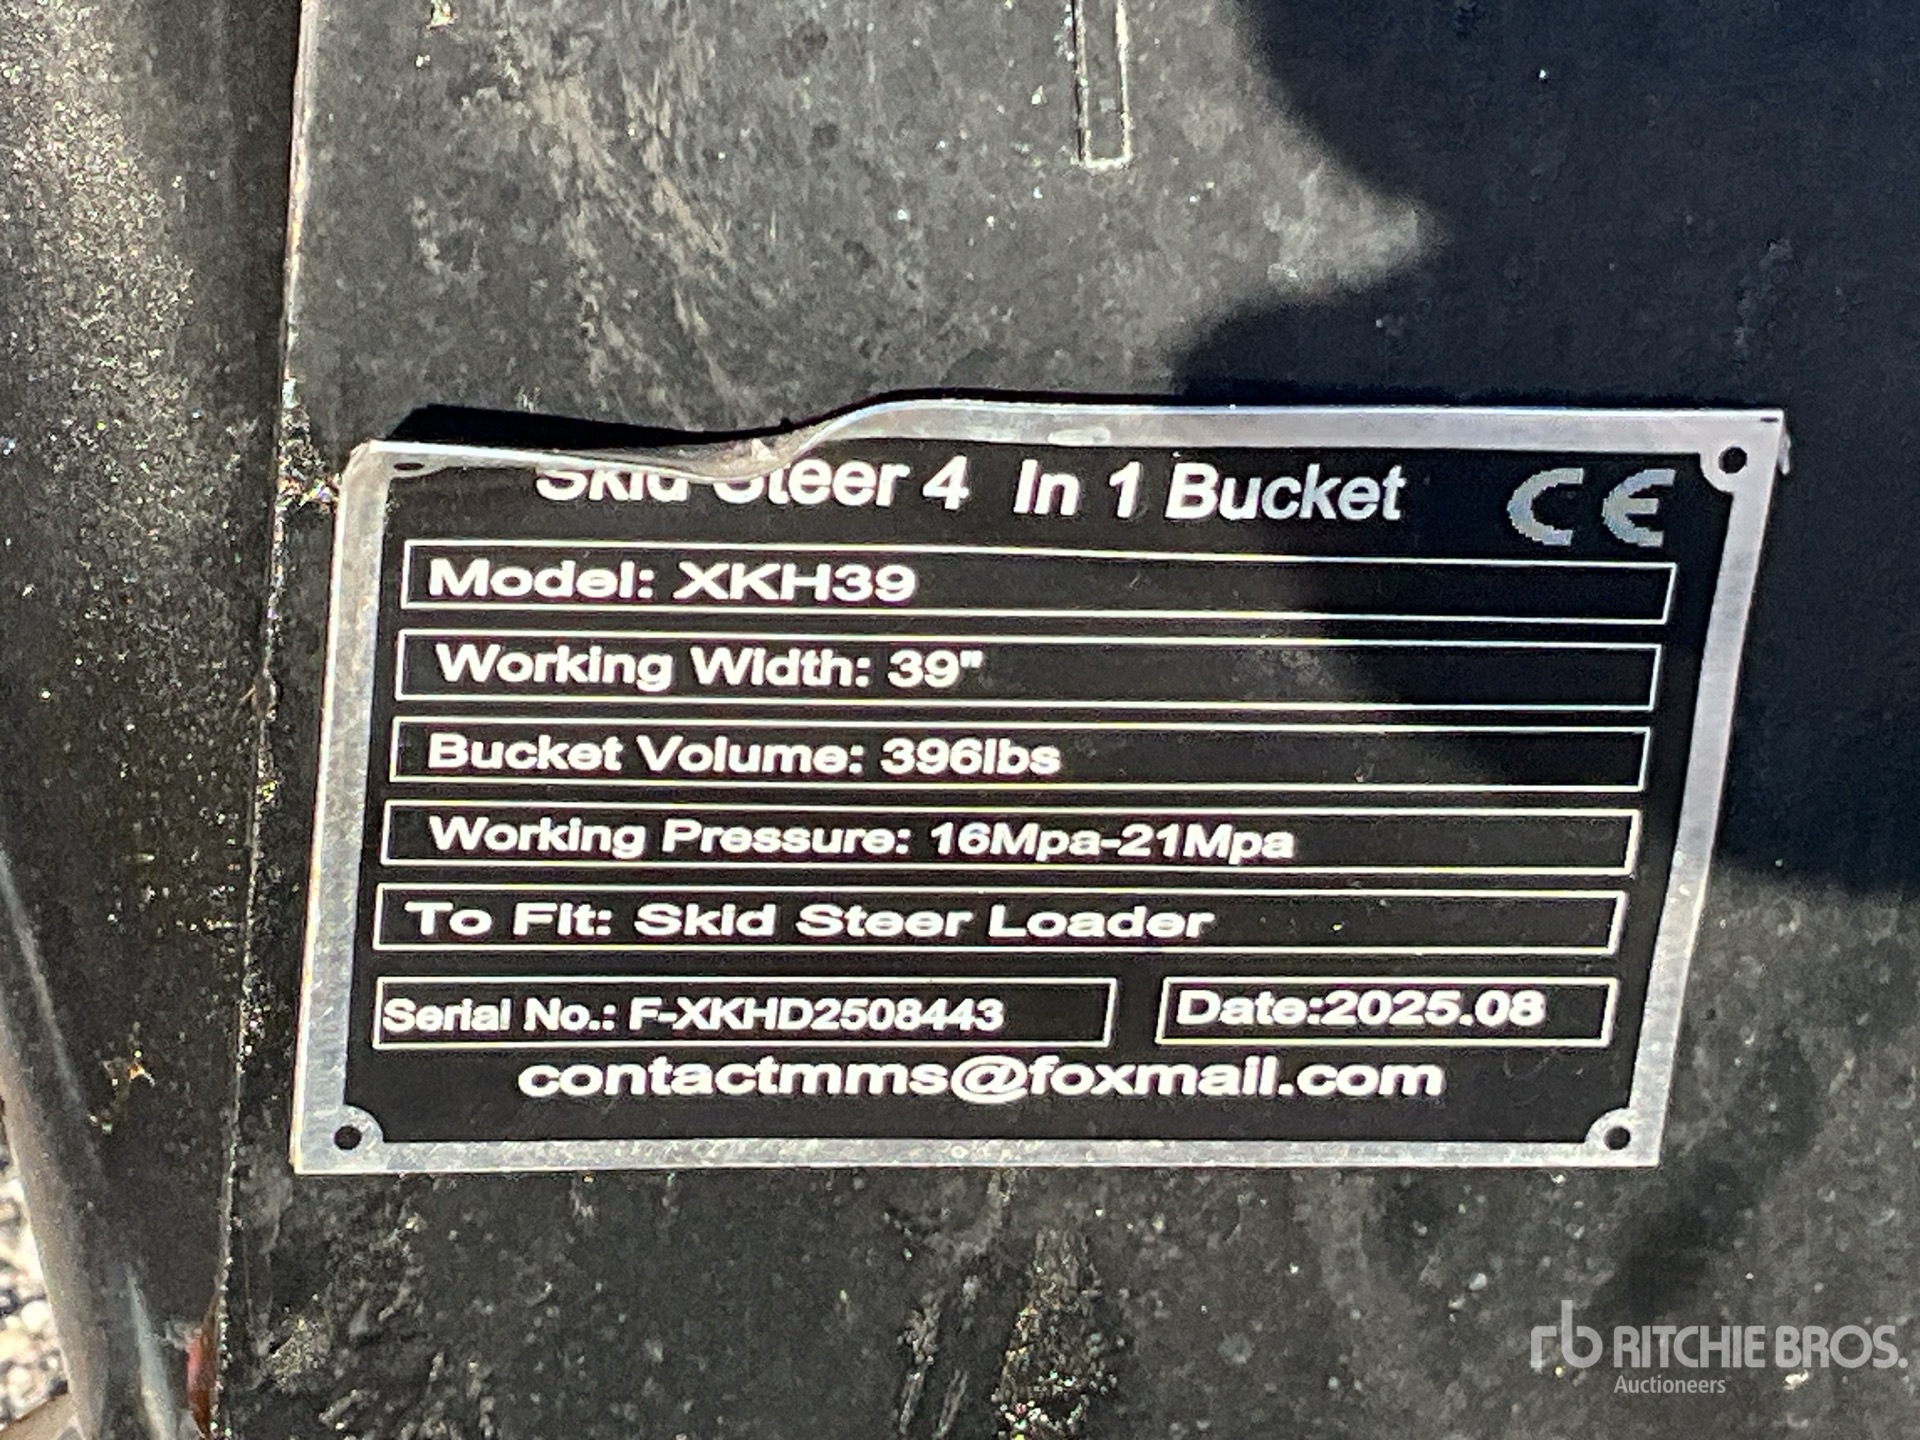 Skid Steer 4 In 1 Bucket CE
Model: XKH39
Working Width: 39"
Bucket Volume: 396lbs
Working Pressure: 16Mpa-21Mpa
To Fit: Skid Steer Loader
Serial No.: F-XKHD2508443 Date:2025.08
contactmms@foxmail.com
rb RITCHIE BROS.
Auctioneers